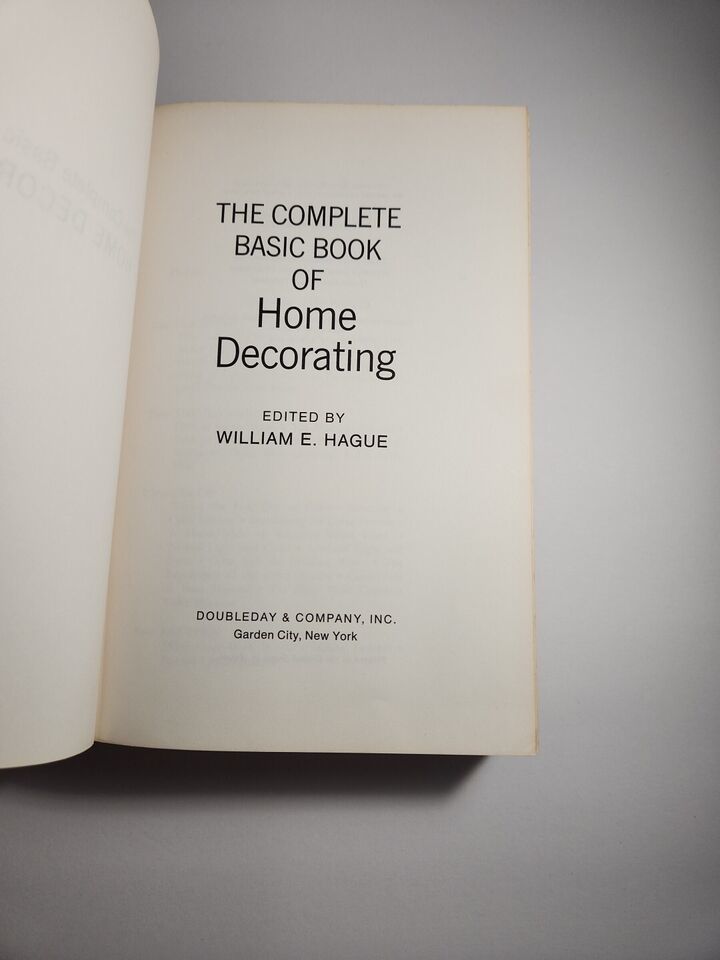 THE COMPLETE
BASIC BOOK
OF
Home
Decorating
EDITED BY
WILLIAM E. HAGUE
DOUBLEDAY & COMPANY, INC.
Garden City, New York